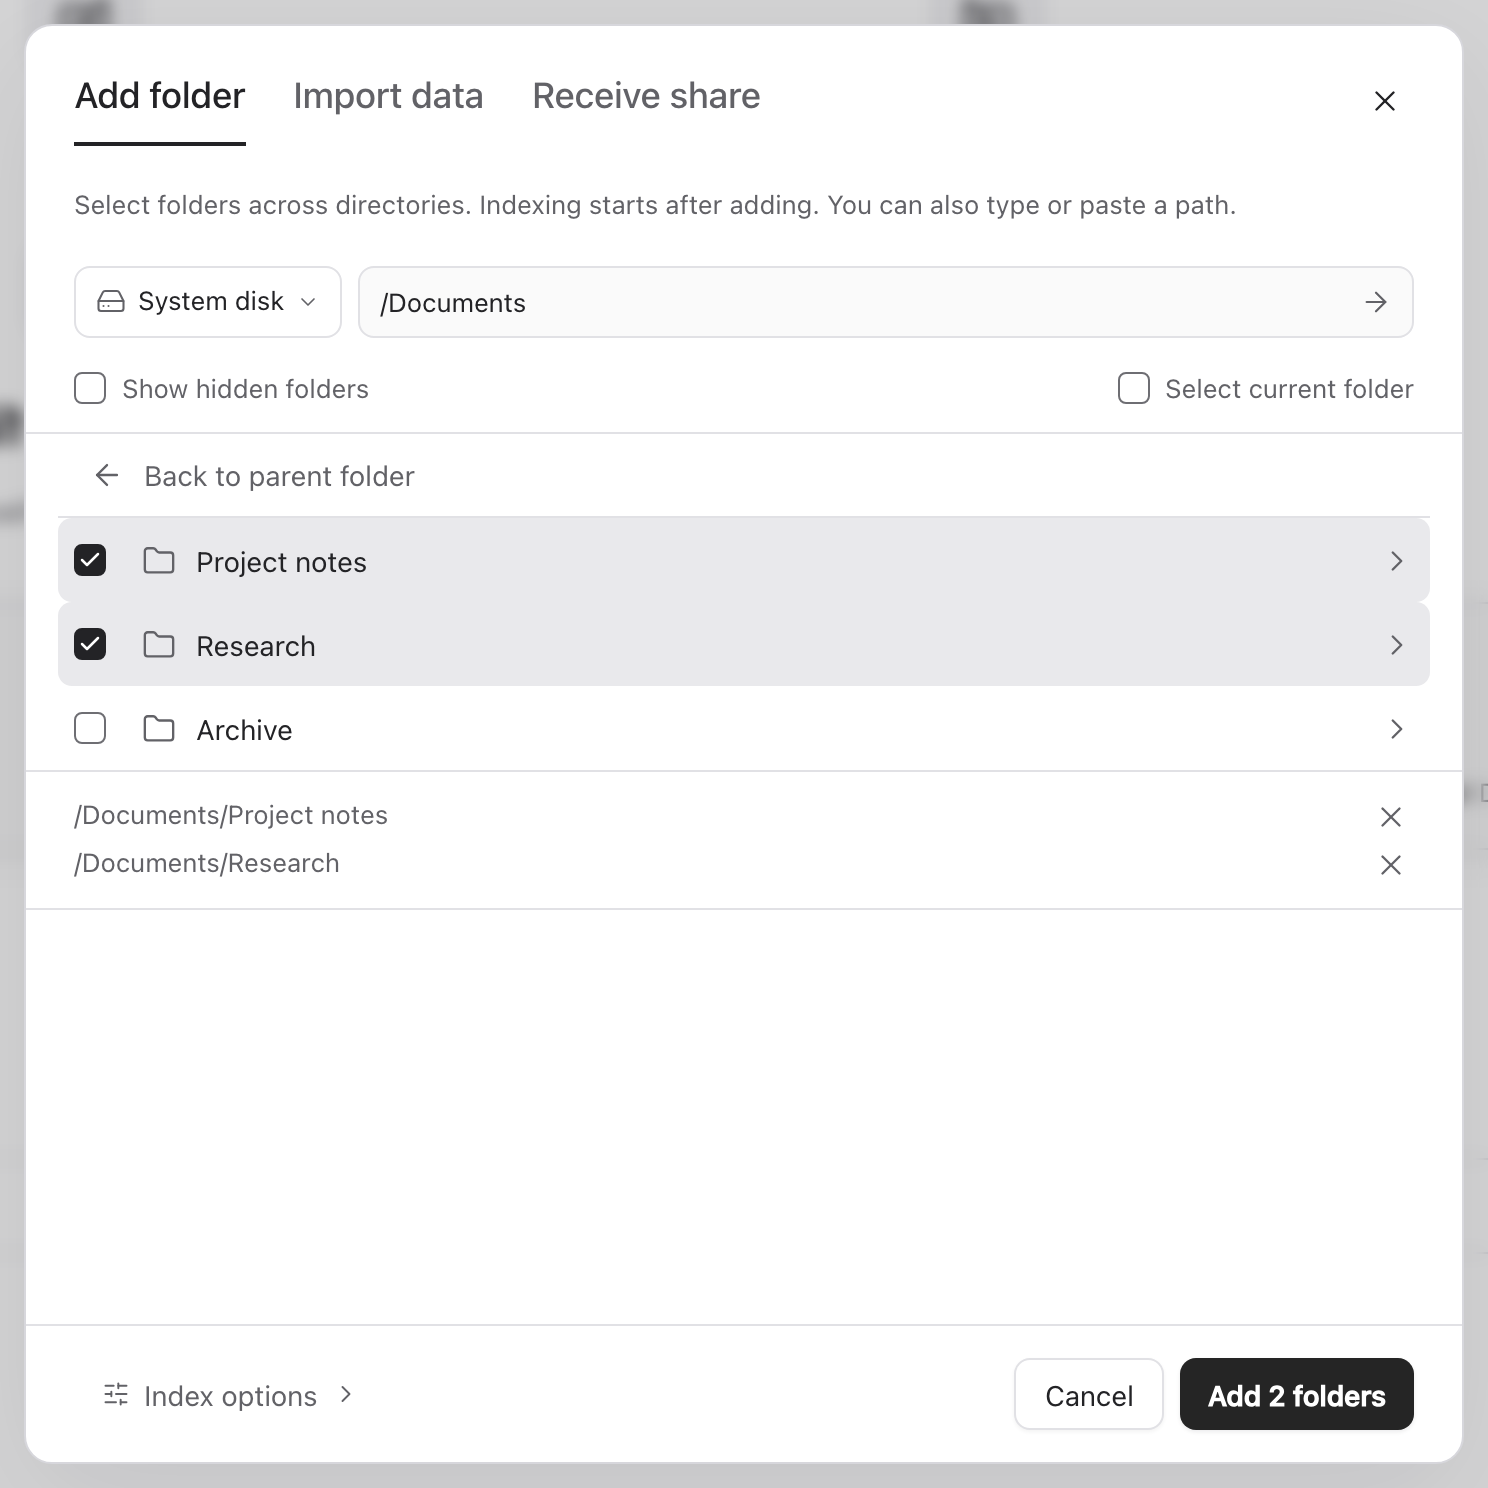 Add folder Import data Receive share
Select folders across directories. Indexing starts after adding. You can also type or paste a path.
System disk /Documents
Show hidden folders Select current folder
Back to parent folder
Project notes
Research
Archive
/Documents/Project notes
/Documents/Research
Index options Cancel Add 2 folders